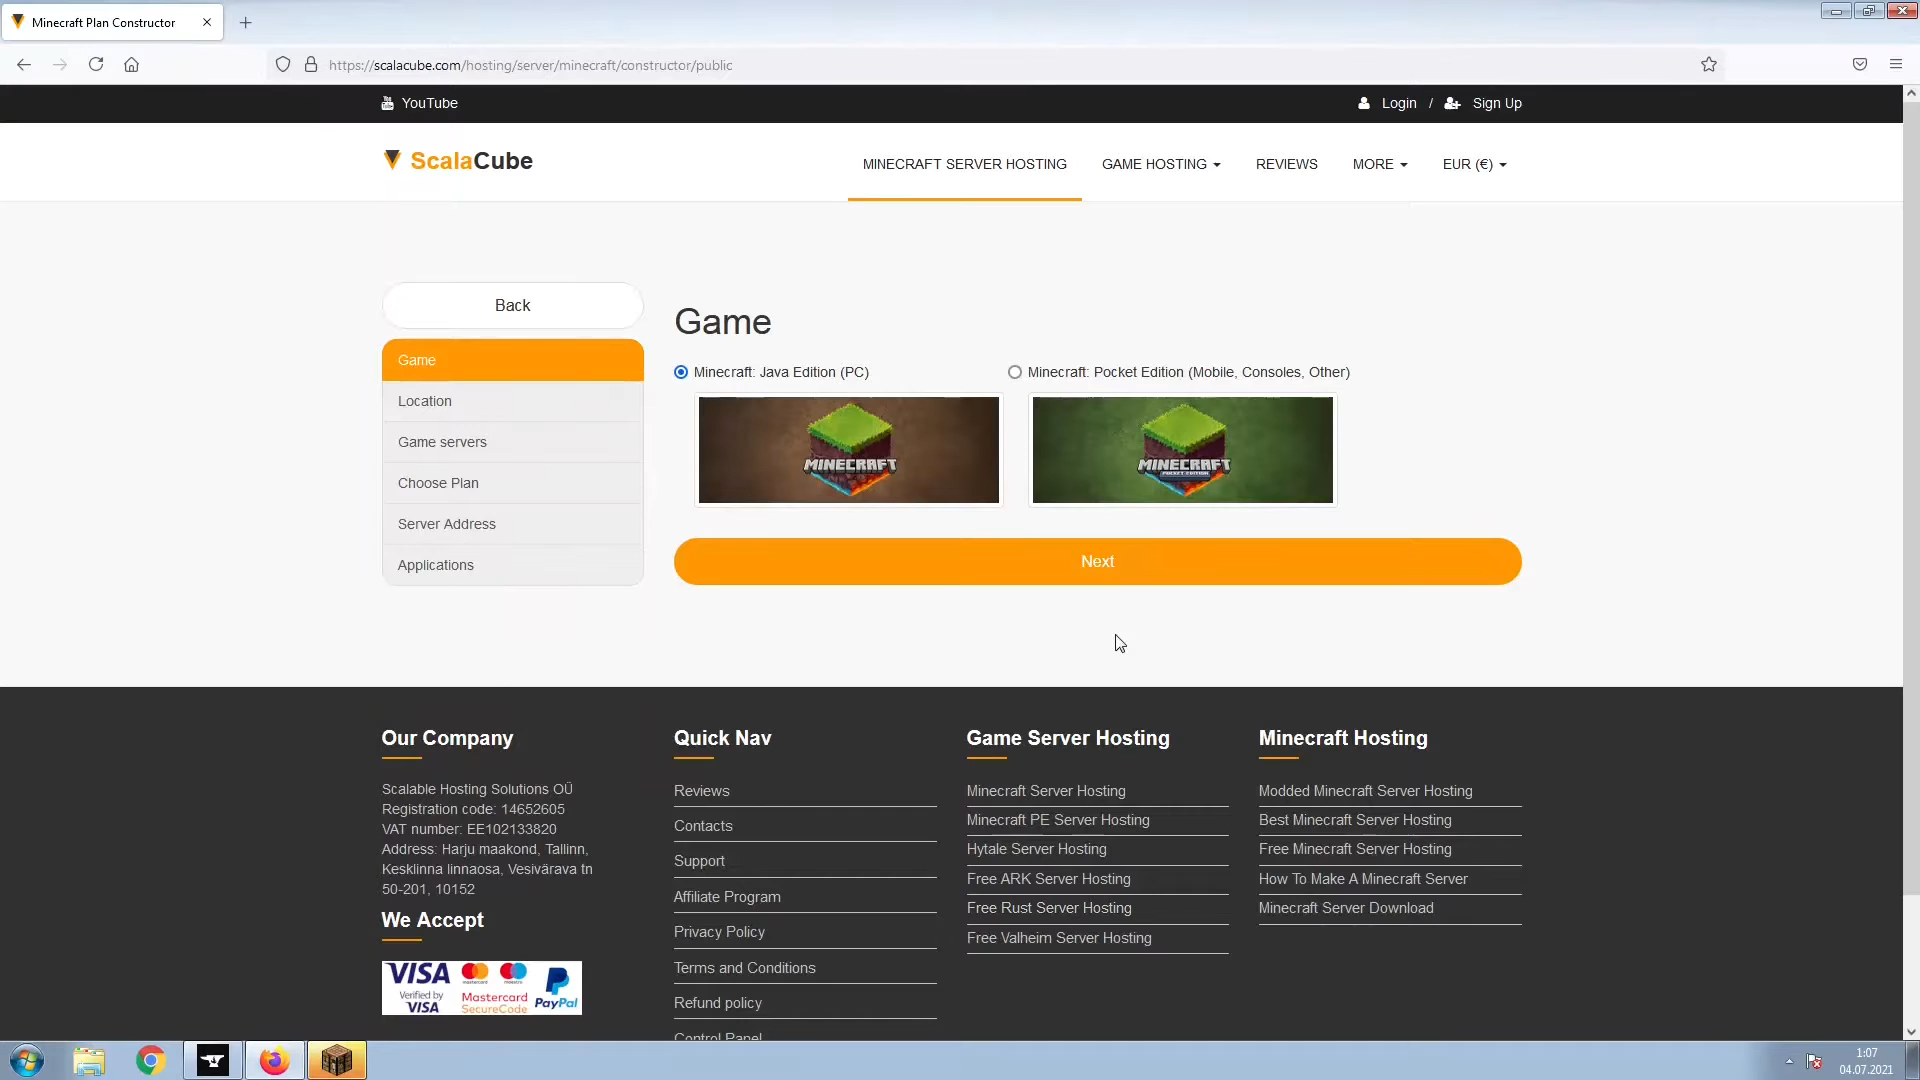 Minecraft Plan Constructor
https://scalacube.com/hosting/server/minecraft/constructor/public
YouTube
Login / Sign Up
ScalaCube
MINECRAFT SERVER HOSTING
GAME HOSTING
REVIEWS
MORE
EUR (€)
Back
Game
Location
Game servers
Choose Plan
Server Address
Applications
Game
Minecraft: Java Edition (PC)
Minecraft: Pocket Edition (Mobile, Consoles, Other)
MINECRAFT
MINECRAFT
POCKET EDITION
Next
Our Company
Scalable Hosting Solutions OÜ
Registration code: 14652605
VAT number: EE102133820
Address: Harju maakond, Tallinn,
Kesklinna linnaosa, Vesivärava tn
50-201, 10152
We Accept
VISA
Verified by
VISA
mastercard
maestro
Mastercard
SecureCode
PayPal
Quick Nav
Reviews
Contacts
Support
Affiliate Program
Privacy Policy
Terms and Conditions
Refund policy
Control Panel
Game Server Hosting
Minecraft Server Hosting
Minecraft PE Server Hosting
Hytale Server Hosting
Free ARK Server Hosting
Free Rust Server Hosting
Free Valheim Server Hosting
Minecraft Hosting
Modded Minecraft Server Hosting
Best Minecraft Server Hosting
Free Minecraft Server Hosting
How To Make A Minecraft Server
Minecraft Server Download
1:07
04.07.2021